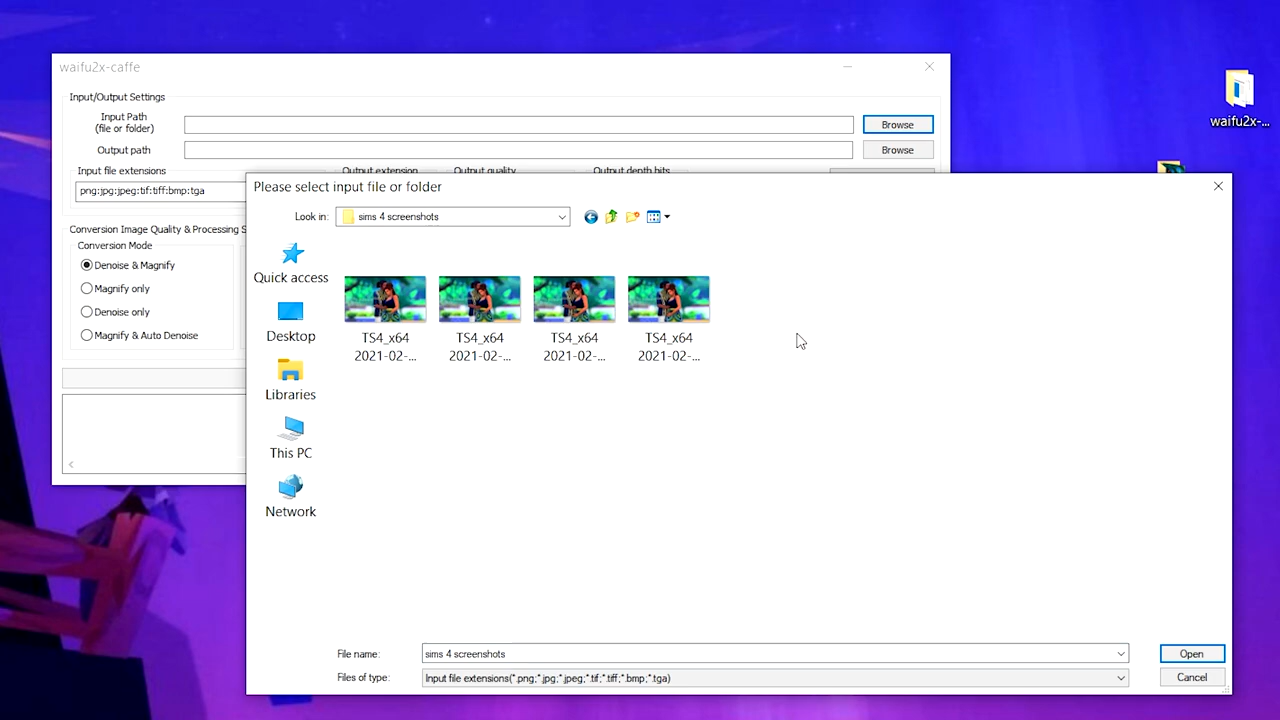 waifu2x-caffe
Input/Output Settings
Input Path
(file or folder)
Browse
Output path
Browse
Input file extensions
Output extension
Output quality
Output depth bits
png:jpg:jpeg:tif:tiff:bmp:tga
Conversion Image Quality & Processing S
Conversion Mode
Denoise & Magnify
Magnify only
Denoise only
Magnify & Auto Denoise
waifu2x-...
Please select input file or folder
Look in:
sims 4 screenshots
Quick access
Desktop
Libraries
This PC
Network
TS4_x64
2021-02-...
TS4_x64
2021-02-...
TS4_x64
2021-02-...
TS4_x64
2021-02-...
File name:
sims 4 screenshots
Open
Files of type:
Input file extensions(*.png;*.jpg;*.jpeg;*.tif;*.tiff;*.bmp;*.tga)
Cancel